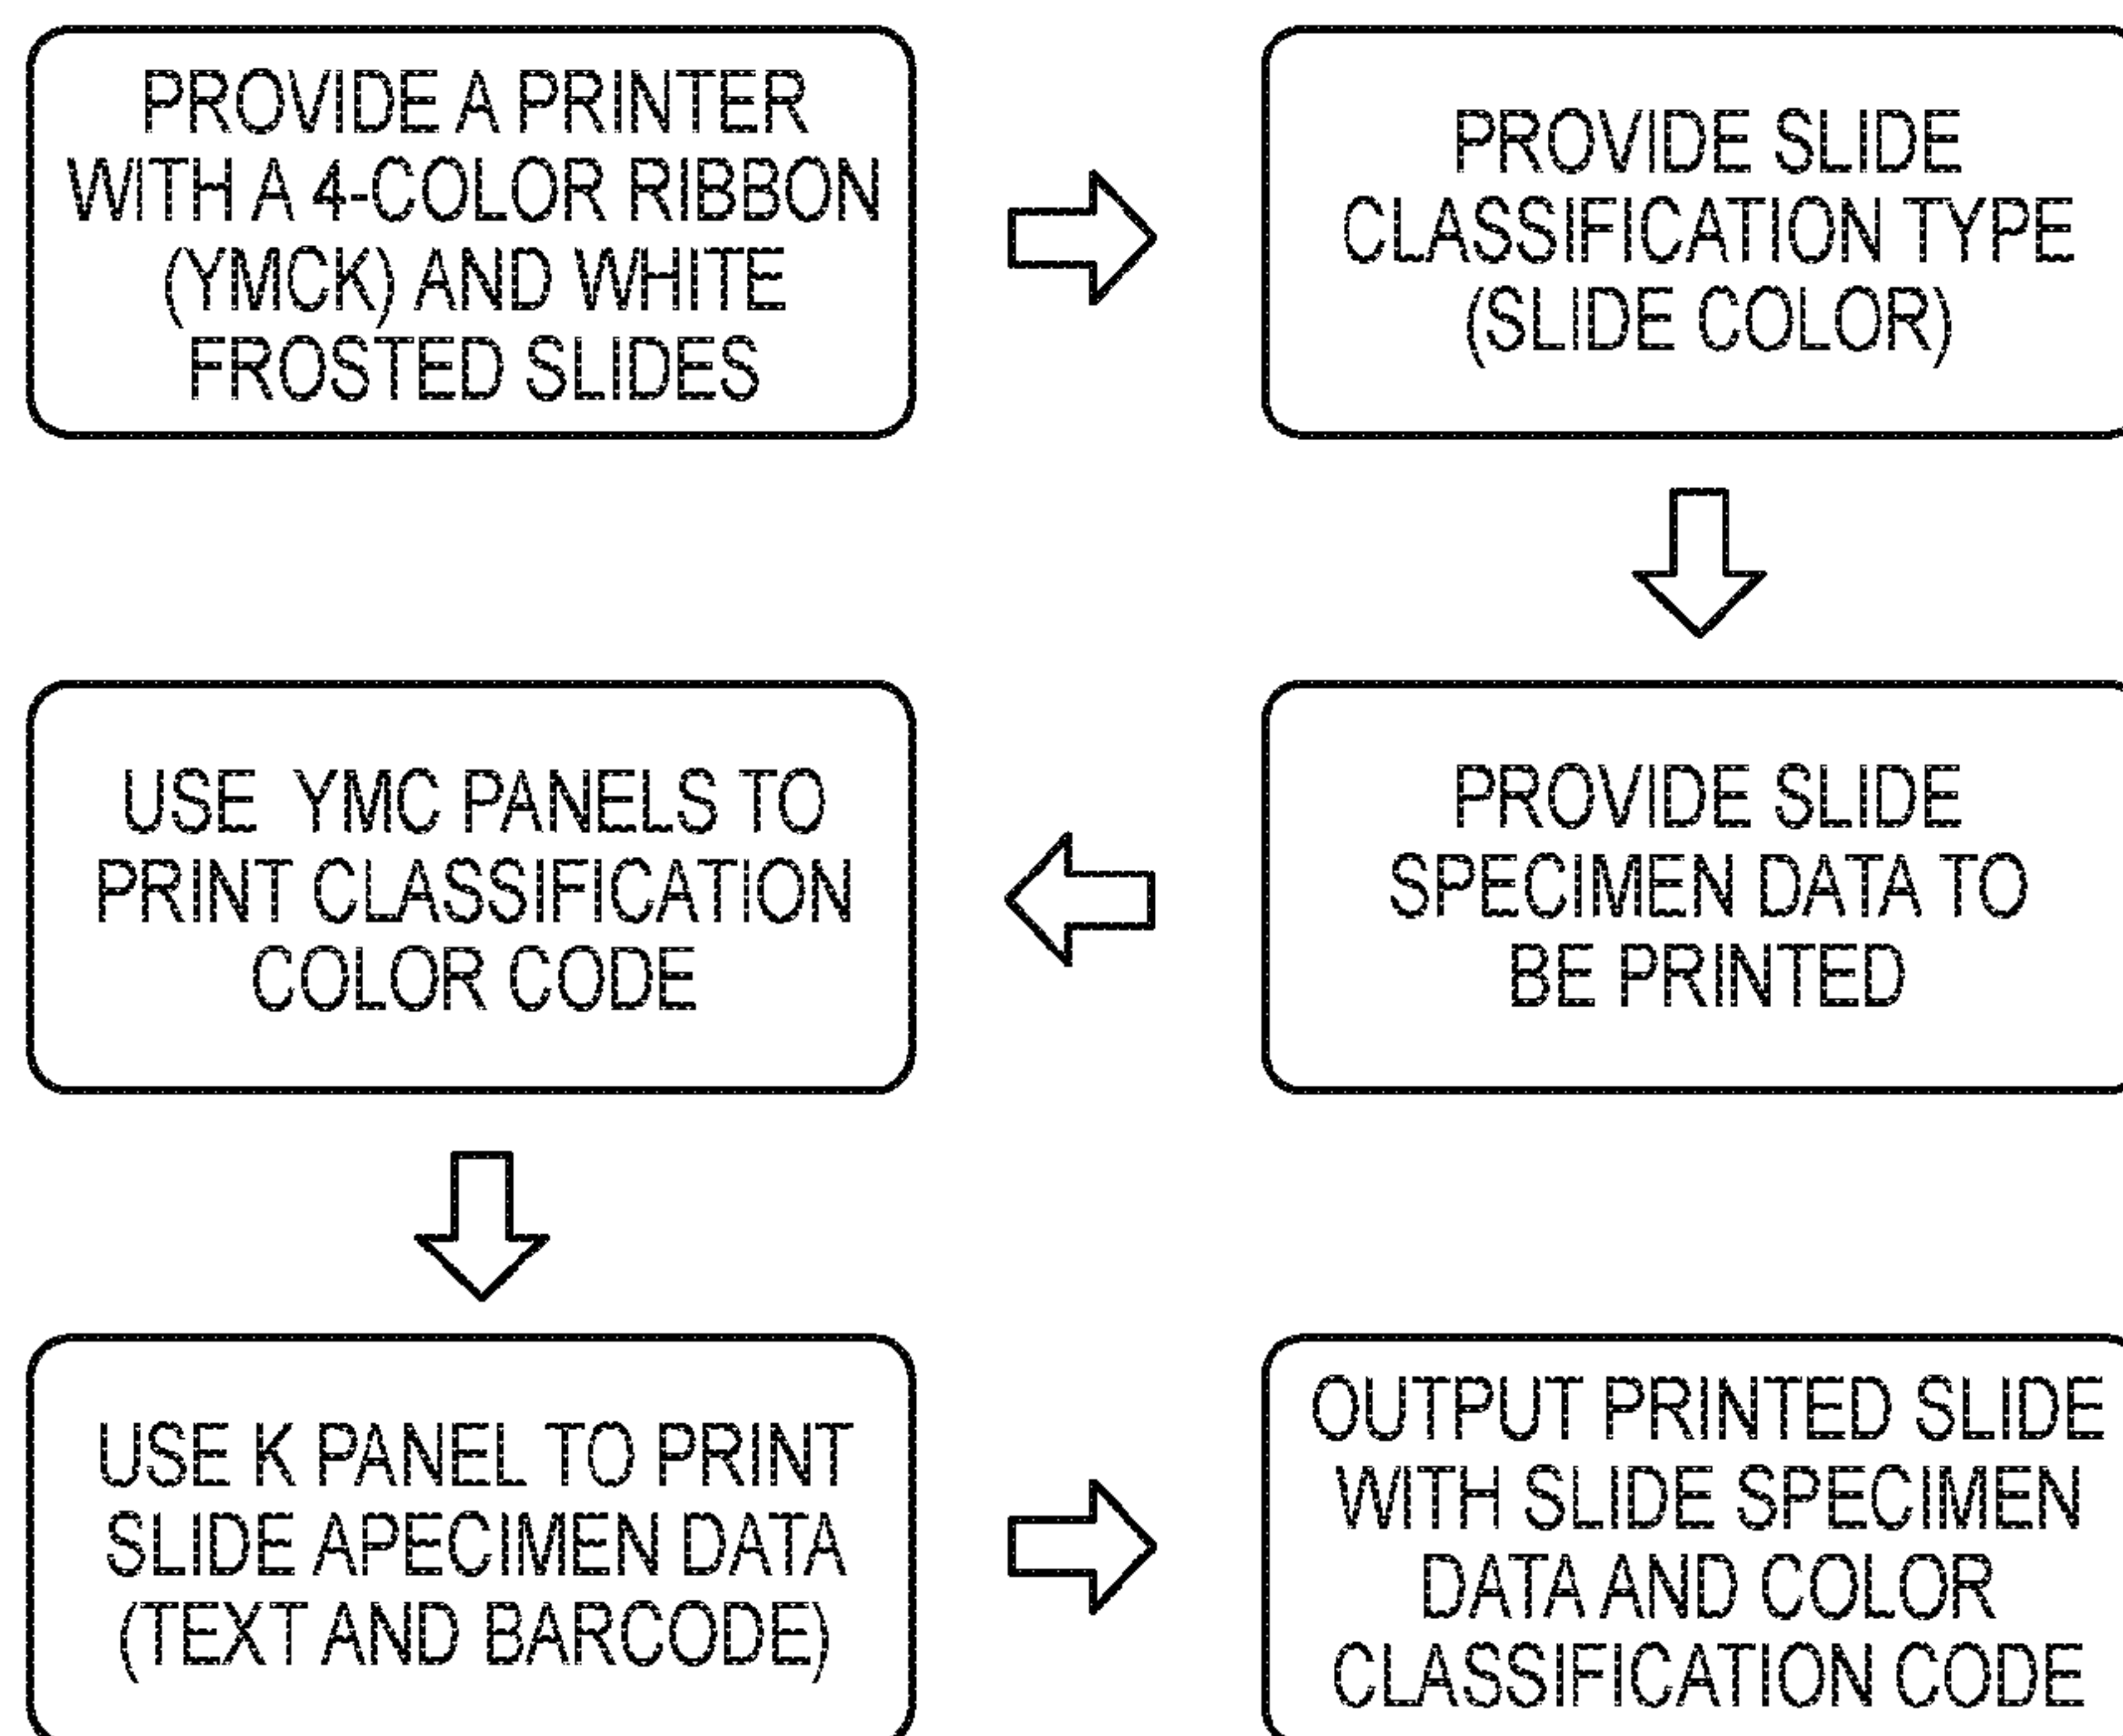 PROVIDE A PRINTER
WITH A 4-COLOR RIBBON
(YMCK) AND WHITE
FROSTED SLIDES
PROVIDE SLIDE
CLASSIFICATION TYPE
(SLIDE COLOR)
PROVIDE SLIDE
SPECIMEN DATA TO
BE PRINTED
USE YMC PANELS TO
PRINT CLASSIFICATION
COLOR CODE
USE K PANEL TO PRINT
SLIDE APECIMEN DATA
(TEXT AND BARCODE)
OUTPUT PRINTED SLIDE
WITH SLIDE SPECIMEN
DATA AND COLOR
CLASSIFICATION CODE